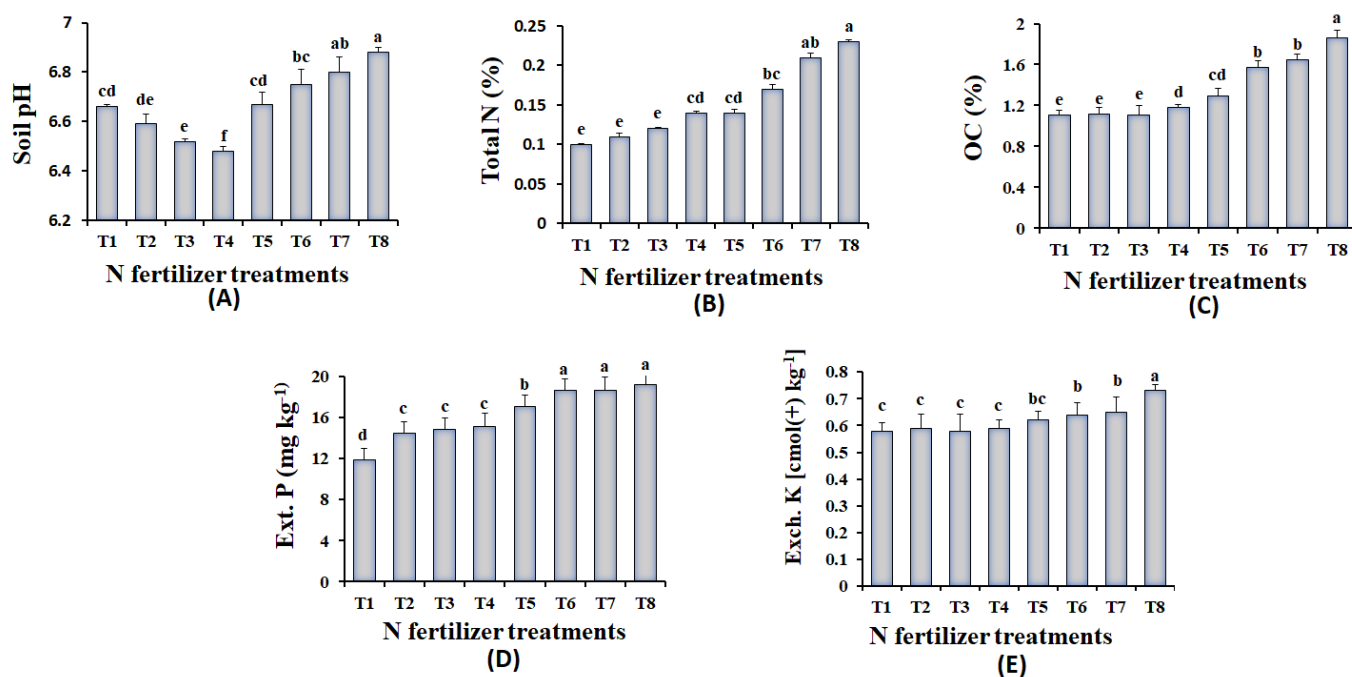 Soil pH
7
6.8
6.6
6.4
6.2
cd de e f cd bc ab a
T1 T2 T3 T4 T5 T6 T7 T8
N fertilizer treatments
(A)
Total N (%)
0.25
0.2
0.15
0.1
0.05
0
e e e cd cd bc ab a
T1 T2 T3 T4 T5 T6 T7 T8
N fertilizer treatments
(B)
OC (%)
2
1.6
1.2
0.8
0.4
0
e e e d cd b b a
T1 T2 T3 T4 T5 T6 T7 T8
N fertilizer treatments
(C)
Ext. P (mg kg⁻¹)
20
16
12
8
4
0
d c c c b a a a
T1 T2 T3 T4 T5 T6 T7 T8
N fertilizer treatments
(D)
Exch. K [cmol(+) kg⁻¹]
0.8
0.7
0.6
0.5
0.4
0.3
0.2
0.1
0
c c c c bc b b a
T1 T2 T3 T4 T5 T6 T7 T8
N fertilizer treatments
(E)